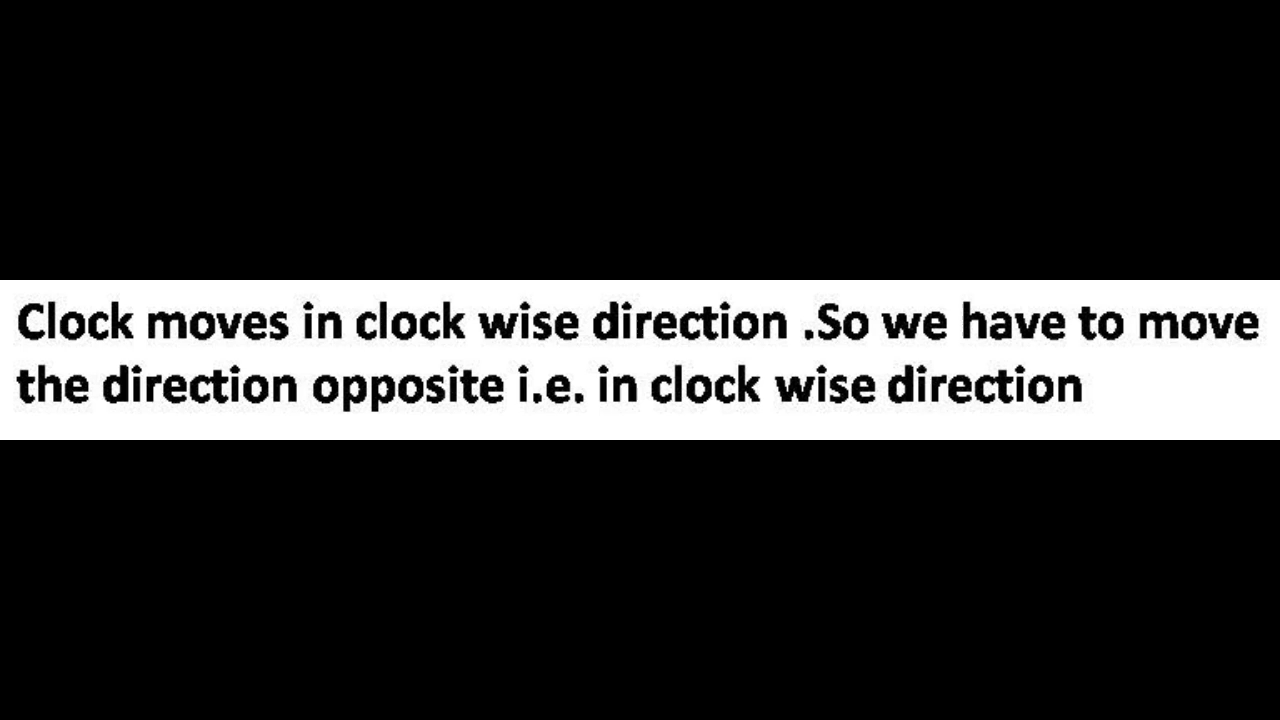 Clock moves in clock wise direction .So we have to move
the direction opposite i.e. in clock wise direction